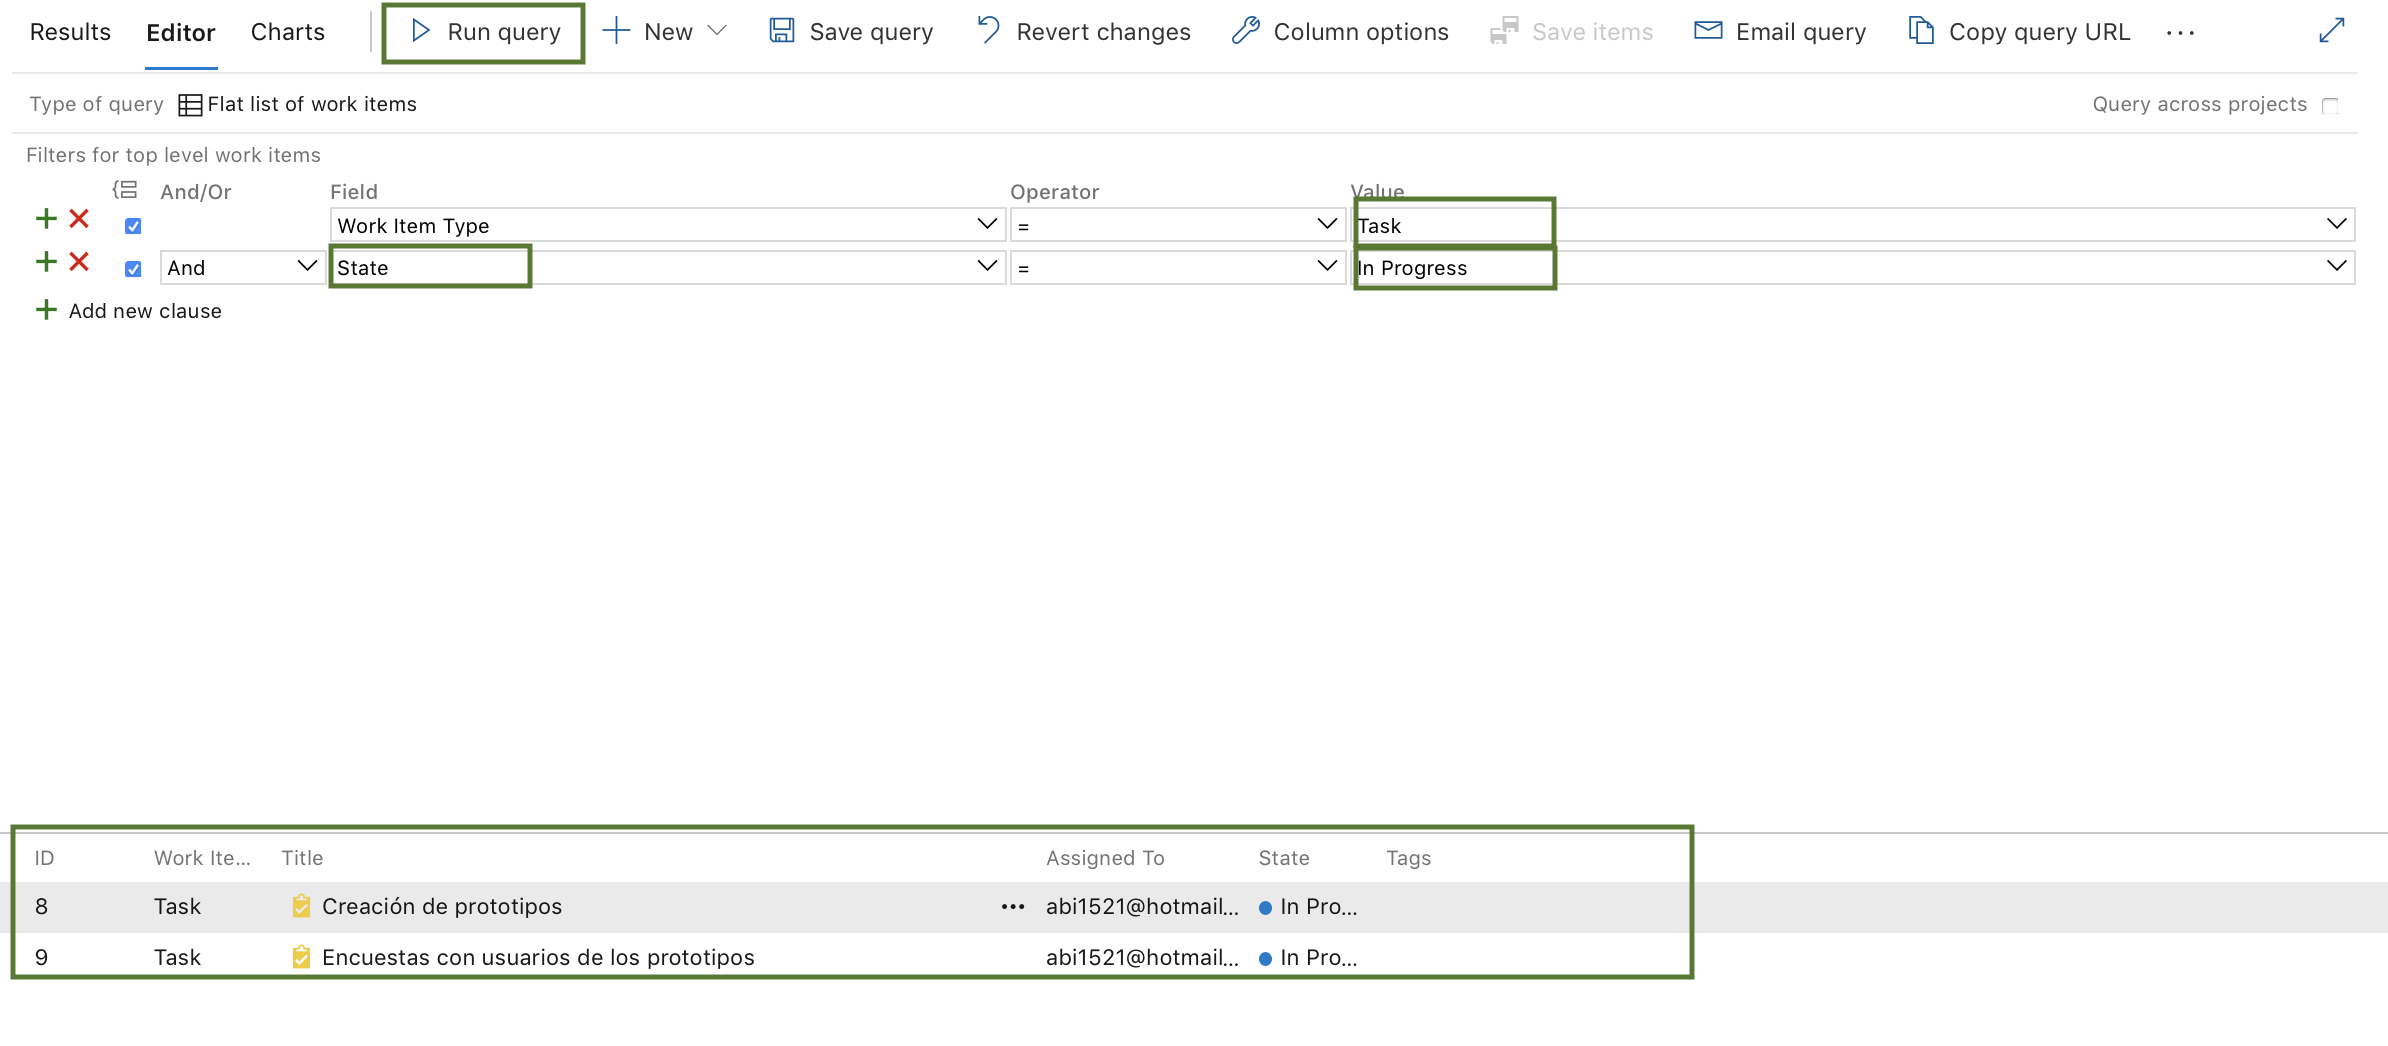 Results Editor Charts Run query New Save query Revert changes Column options Save items Email query Copy query URL ...
Type of query Flat list of work items Query across projects
Filters for top level work items
And/Or Field Operator Value
Work Item Type = Task
And State = In Progress
Add new clause
ID Work Ite... Title Assigned To State Tags
8 Task Creación de prototipos ... abi1521@hotmail... In Pro...
9 Task Encuestas con usuarios de los prototipos abi1521@hotmail... In Pro...